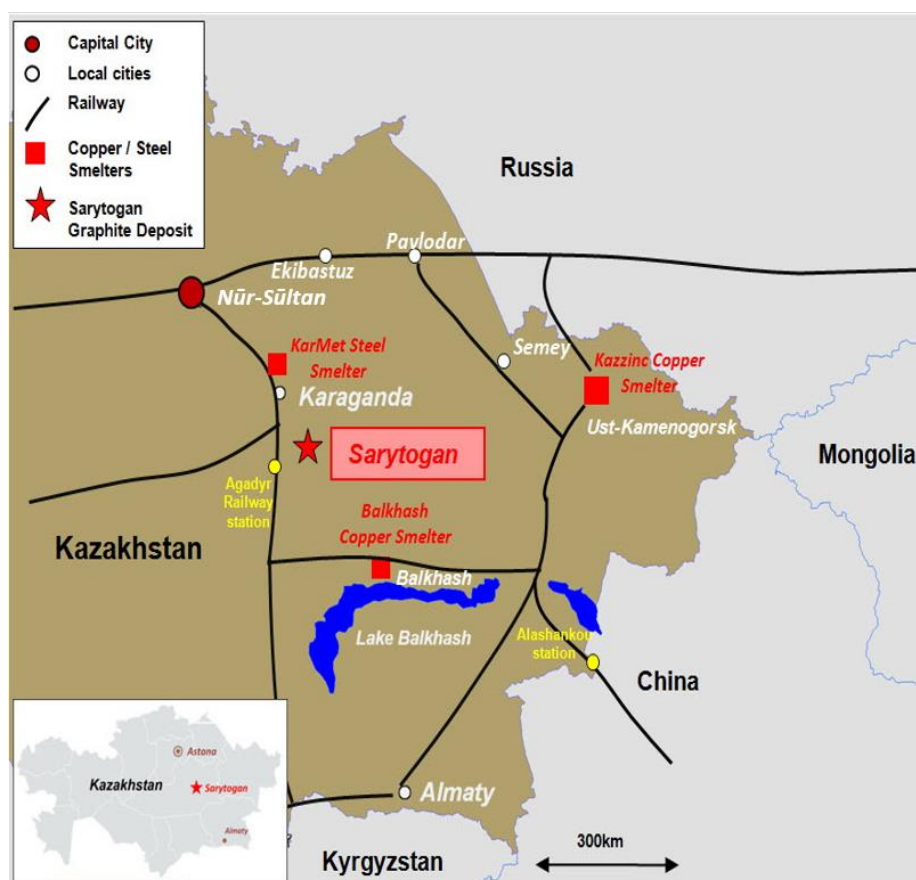 Capital City
Local cities
Railway
Copper / Steel
Smelters
Sarytogan
Graphite Deposit
Russia
Pavlodar
Ekibastuz
Nūr-Sūltan
KarMet Steel
Smelter
Semey
Kazzinc Copper
Smelter
Karaganda
Ust-Kamenogorsk
Sarytogan
Mongolia
Agadyr
Railway
station
Balkhash
Copper Smelter
Kazakhstan
Balkhash
Lake Balkhash
Alashankou
station
China
Almaty
Kyrgyzstan
300km
Astana
Kazakhstan
Sarytogan
Almaty